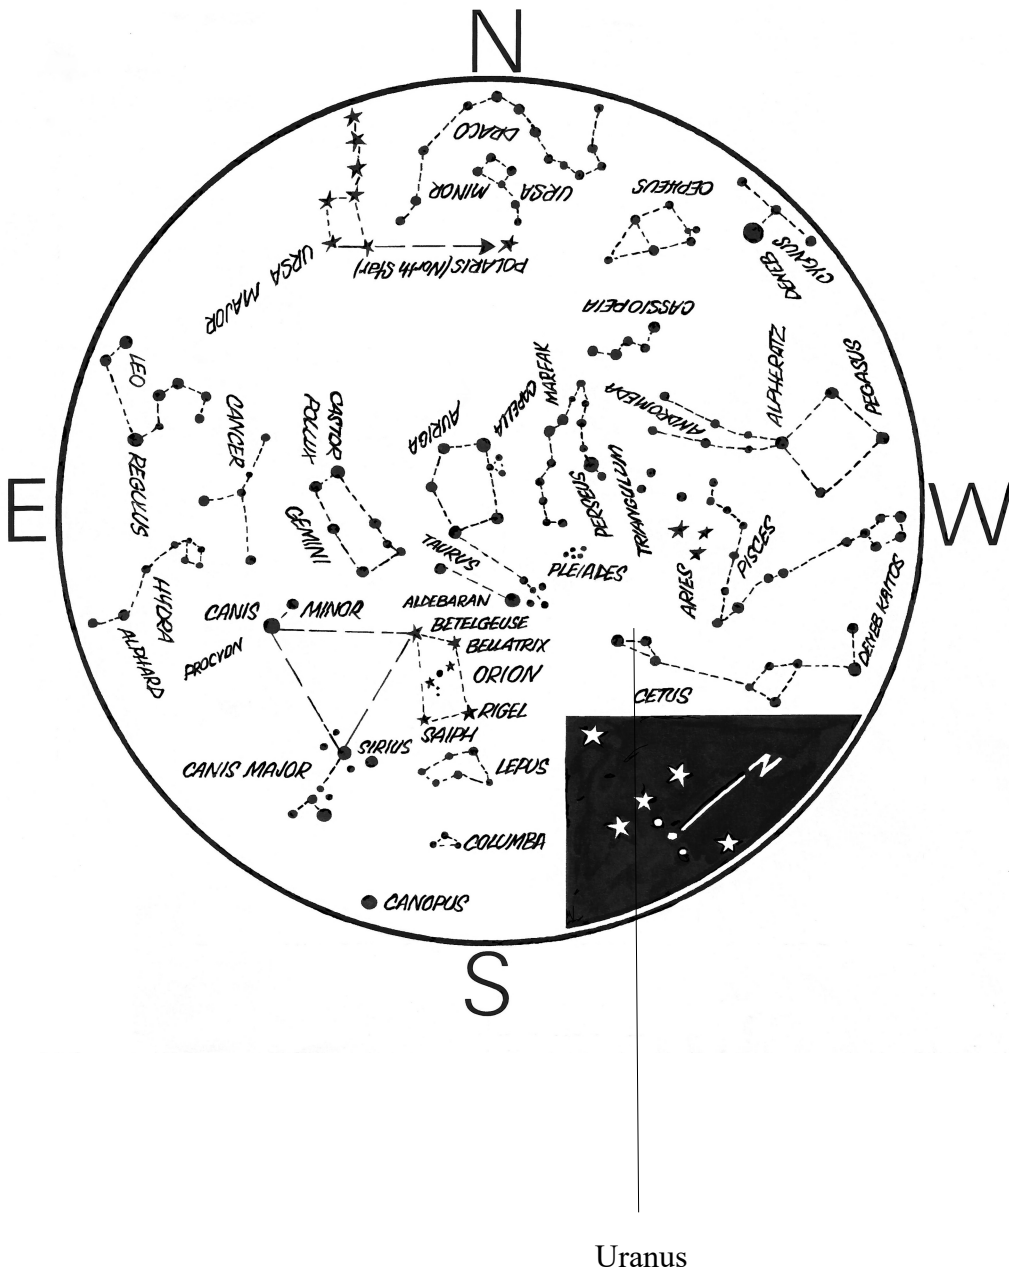 N
DRACO
URSA
MINOR
CEPHEUS
CYGNUS
DENEB
POLARIS (North Star)
URSA MAJOR
CASSIOPEIA
LEO
REGULUS
CANCER
CASTOR
POLLUX
GEMINI
AURIGA
CAPELLA
MARFAK
PERSEUS
TRIANGULUM
ANDROMEDA
ALPHERATZ
PEGASUS
E
W
TAURUS
PLEIADES
ARIES
PISCES
HYDRA
ALPHARD
CANIS MINOR
PROCYON
ALDEBARAN
BETELGEUSE
BELLATRIX
ORION
RIGEL
SAIPH
DENEB KAITOS
CETUS
CANIS MAJOR
SIRIUS
LEPUS
N
COLUMBA
CANOPUS
S
Uranus